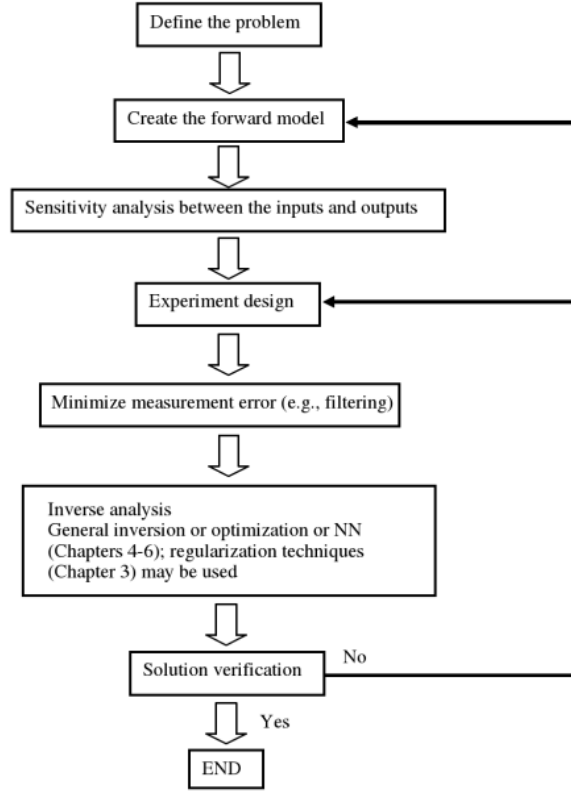 Define the problem
Create the forward model
Sensitivity analysis between the inputs and outputs
Experiment design
Minimize measurement error (e.g., filtering)
Inverse analysis
General inversion or optimization or NN
(Chapters 4-6); regularization techniques
(Chapter 3) may be used
Solution verification
No
Yes
END